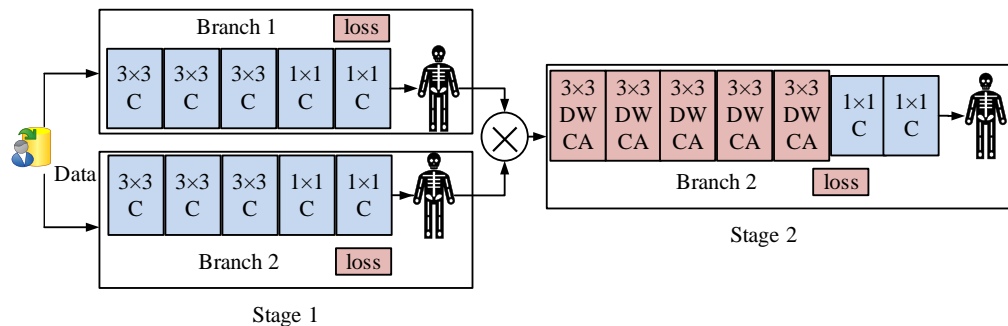 Branch 1 loss
3×3 3×3 3×3 1×1 1×1
C C C C C
Data
3×3 3×3 3×3 1×1 1×1
C C C C C
Branch 2 loss
Stage 1
3×3 3×3 3×3 3×3 3×3 1×1 1×1
DW DW DW DW DW C C
CA CA CA CA CA
Branch 2 loss
Stage 2